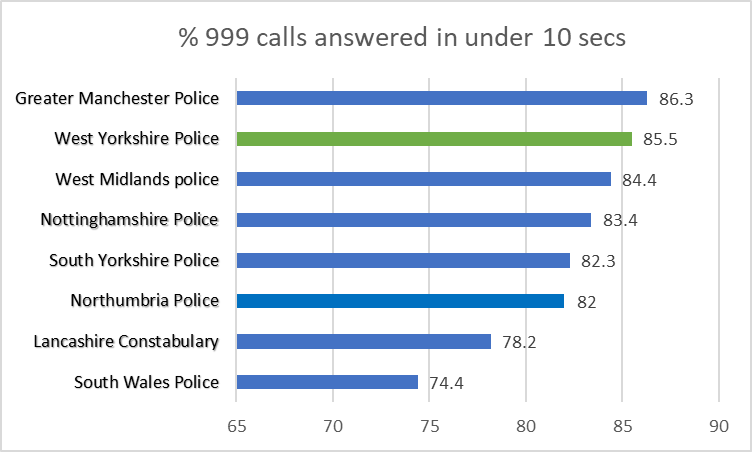 % 999 calls answered in under 10 secs
Greater Manchester Police 86.3
West Yorkshire Police 85.5
West Midlands police 84.4
Nottinghamshire Police 83.4
South Yorkshire Police 82.3
Northumbria Police 82
Lancashire Constabulary 78.2
South Wales Police 74.4
65 70 75 80 85 90